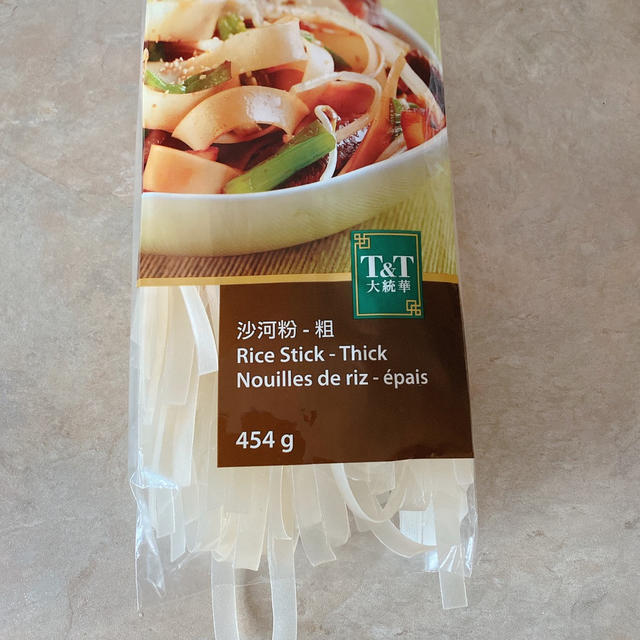 T&T
大統華
沙河粉 - 粗
Rice Stick - Thick
Nouilles de riz - épais
454 g